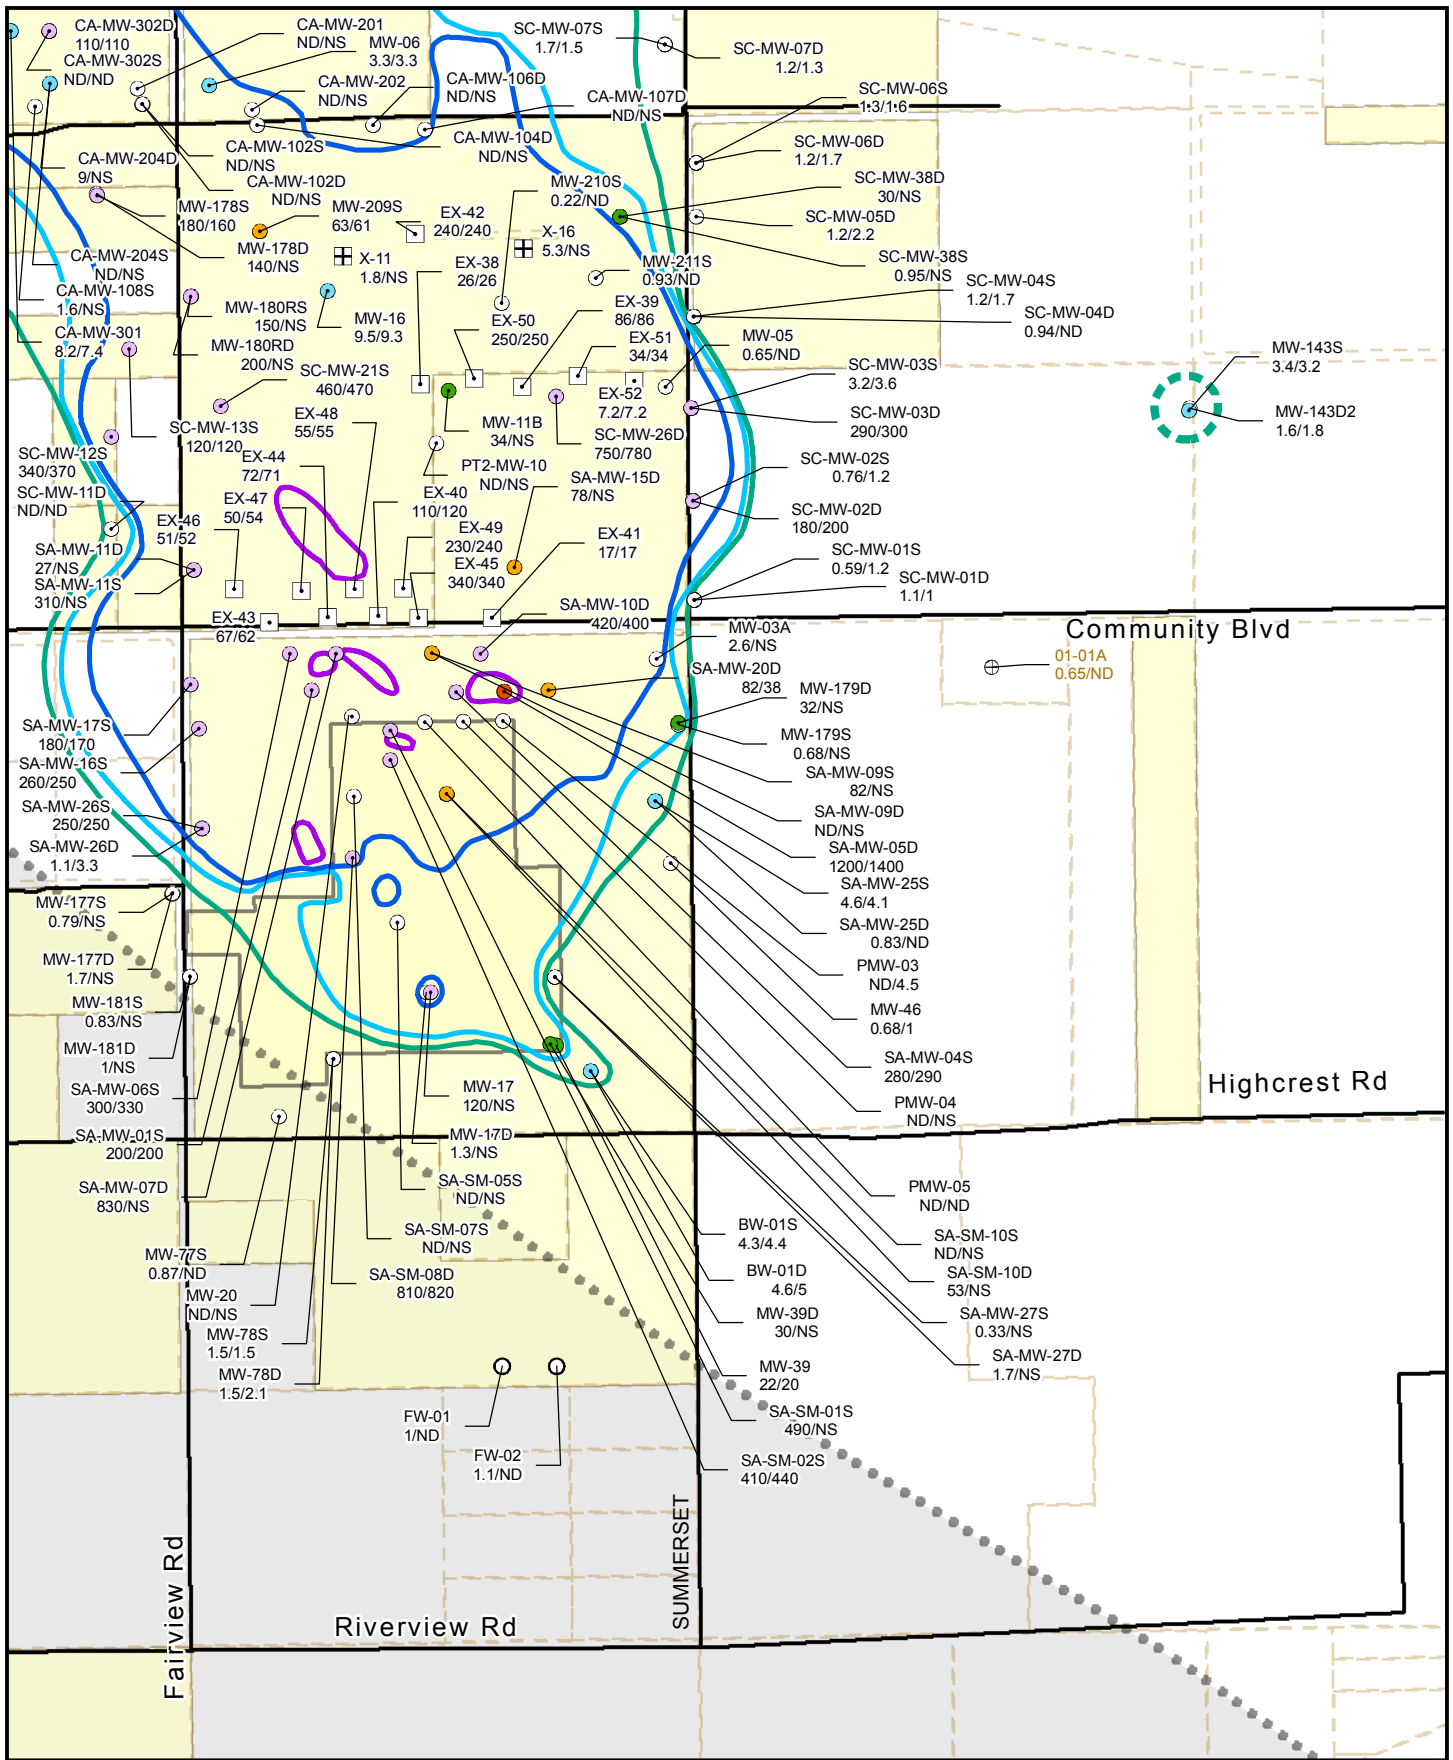 CA-MW-302D
110/110
CA-MW-302S
ND/ND
CA-MW-201
ND/NS
MW-06
3.3/3.3
CA-MW-202
ND/NS
CA-MW-106D
ND/NS
SC-MW-07S
1.7/1.5
SC-MW-07D
1.2/1.3
CA-MW-107D
ND/NS
SC-MW-06S
1.3/1.6
CA-MW-104D
ND/NS
CA-MW-102S
ND/NS
CA-MW-102D
ND/NS
CA-MW-204D
9/NS
SC-MW-06D
1.2/1.7
SC-MW-38D
30/NS
MW-210S
0.22/ND
MW-178S
180/160
MW-209S
63/61
EX-42
240/240
SC-MW-05D
1.2/2.2
X-16
5.3/NS
MW-178D
140/NS
X-11
1.8/NS
CA-MW-204S
ND/NS
EX-38
26/26
MW-211S
0.93/ND
SC-MW-38S
0.95/NS
SC-MW-04S
1.2/1.7
CA-MW-108S
1.6/NS
MW-180RS
150/NS
MW-16
9.5/9.3
EX-50
250/250
EX-39
86/86
SC-MW-04D
0.94/ND
CA-MW-301
8.2/7.4
MW-180RD
200/NS
EX-51
34/34
MW-05
0.65/ND
MW-143S
3.4/3.2
SC-MW-21S
460/470
SC-MW-03S
3.2/3.6
EX-52
7.2/7.2
SC-MW-03D
290/300
MW-143D2
1.6/1.8
EX-48
55/55
MW-11B
34/NS
SC-MW-13S
120/120
SC-MW-26D
750/780
SC-MW-12S
340/370
EX-44
72/71
PT2-MW-10
ND/NS
SC-MW-02S
0.76/1.2
SA-MW-15D
78/NS
SC-MW-11D
ND/ND
EX-47
50/54
EX-40
110/120
SC-MW-02D
180/200
EX-46
51/52
EX-49
230/240
EX-41
17/17
SA-MW-11D
27/NS
SC-MW-01S
0.59/1.2
EX-45
340/340
SA-MW-11S
310/NS
SC-MW-01D
1.1/1
EX-43
67/62
SA-MW-10D
420/400
Community Blvd
MW-03A
2.6/NS
01-01A
0.65/ND
SA-MW-20D
82/38
MW-179D
32/NS
SA-MW-17S
180/170
MW-179S
0.68/NS
SA-MW-16S
260/250
SA-MW-09S
82/NS
SA-MW-26S
250/250
SA-MW-09D
ND/NS
SA-MW-26D
1.1/3.3
SA-MW-05D
1200/1400
SA-MW-25S
4.6/4.1
MW-177S
0.79/NS
SA-MW-25D
0.83/ND
MW-177D
1.7/NS
PMW-03
ND/4.5
MW-181S
0.83/NS
MW-46
0.68/1
MW-181D
1/NS
SA-MW-04S
280/290
SA-MW-06S
300/330
MW-17
120/NS
PMW-04
ND/NS
Highcrest Rd
SA-MW-01S
200/200
MW-17D
1.3/NS
SA-MW-07D
830/NS
SA-SM-05S
ND/NS
PMW-05
ND/ND
SA-SM-07S
ND/NS
BW-01S
4.3/4.4
SA-SM-10S
ND/NS
MW-77S
0.87/ND
SA-SM-08D
810/820
BW-01D
4.6/5
SA-SM-10D
53/NS
MW-20
ND/NS
MW-39D
30/NS
SA-MW-27S
0.33/NS
MW-78S
1.5/1.5
SA-MW-27D
1.7/NS
MW-78D
1.5/2.1
MW-39
22/20
FW-01
1/ND
SA-SM-01S
490/NS
FW-02
1.1/ND
SA-SM-02S
410/440
Fairview Rd
SUMMERSET
Riverview Rd